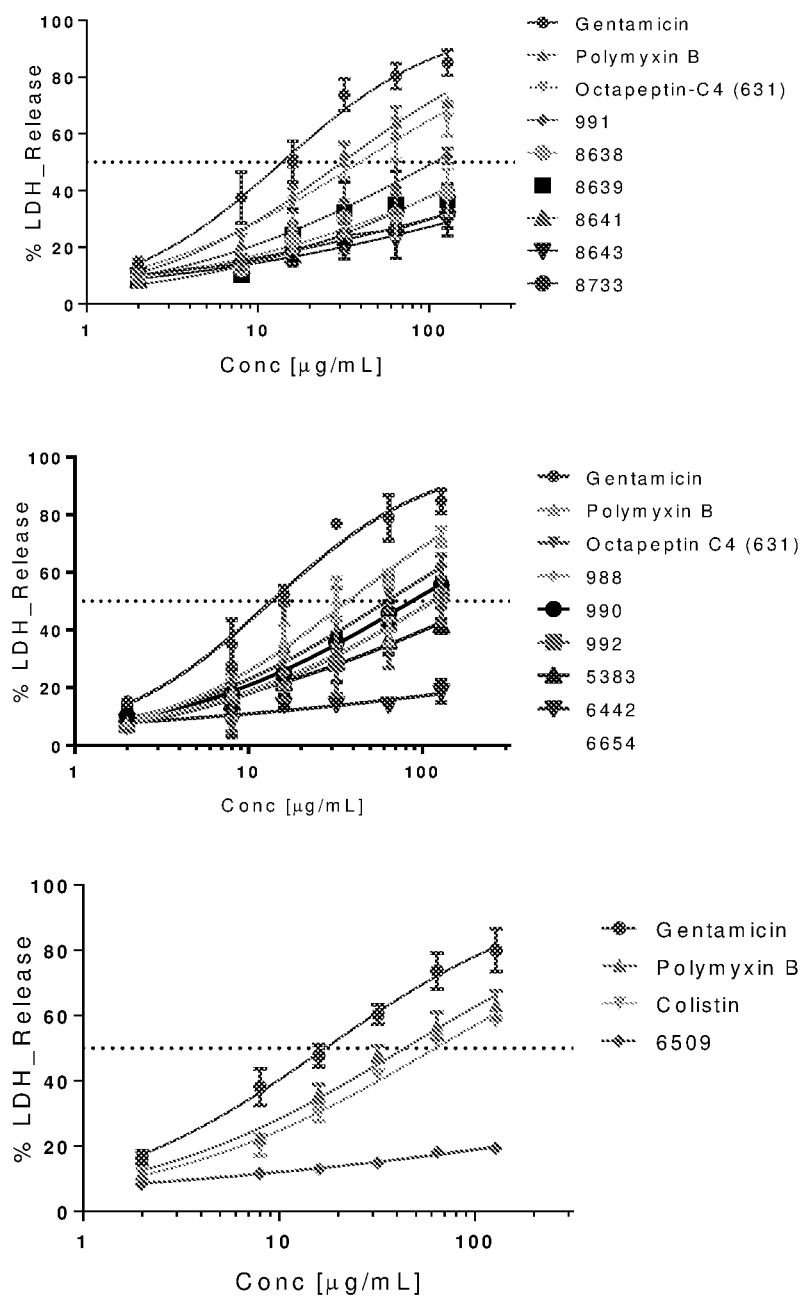 100
80
60
40
20
0
% LDH_Release
1
10
100
Conc [µg/mL]
Gentamicin
Polymyxin B
Octapeptin-C4 (631)
991
8638
8639
8641
8643
8733
100
80
60
40
20
0
% LDH_Release
1
10
100
Conc [µg/mL]
Gentamicin
Polymyxin B
Octapeptin C4 (631)
988
990
992
5383
6442
6654
100
80
60
40
20
0
% LDH_Release
1
10
100
Conc [µg/mL]
Gentamicin
Polymyxin B
Colistin
6509